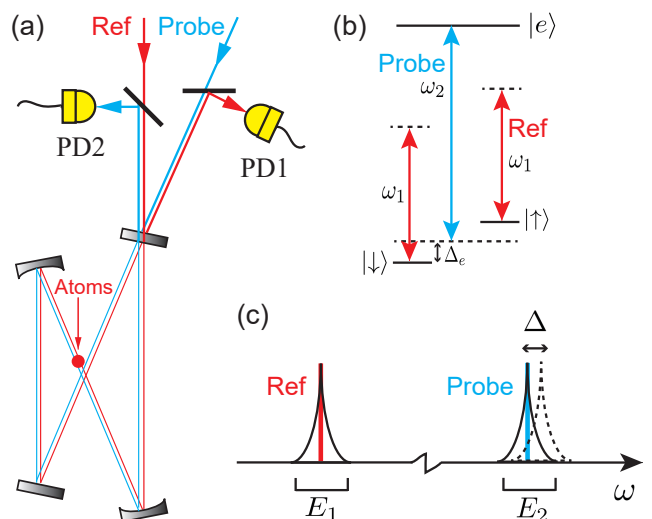 (a)
Ref
Probe
PD2
PD1
Atoms
(b)
|e⟩
Probe
ω₂
Ref
ω₁
ω₁
|↑⟩
|↓⟩
Δₑ
(c)
Δ
Ref
Probe
E₁
E₂
ω